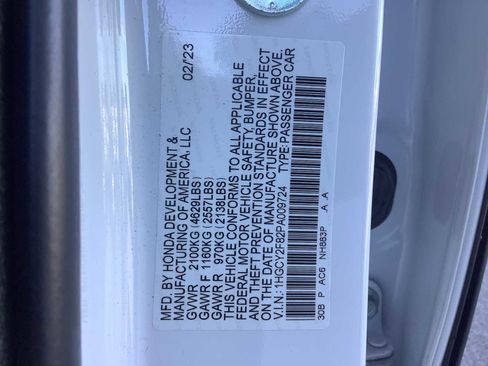 MFD. BY HONDA DEVELOPMENT & 02/23
MANUFACTURING OF AMERICA, LLC
GVWR 2100KG (4629LBS)
GAWR F 1160KG (2557LBS)
GAWR R 970KG (2138LBS)
THIS VEHICLE CONFORMS TO ALL APPLICABLE
FEDERAL MOTOR VEHICLE SAFETY, BUMPER,
AND THEFT PREVENTION STANDARDS IN EFFECT
ON THE DATE OF MANUFACTURE SHOWN ABOVE.
V.I.N.: 1HGCY2F82PA009724 TYPE: PASSENGER CAR
30B P AC6 NH883P A A